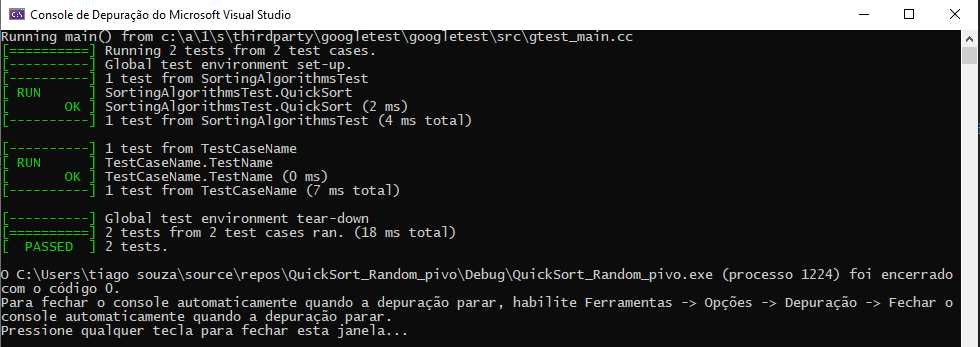 Console de Depuração do Microsoft Visual Studio
Running main() from c:\a\1\s\thirdparty\googletest\googletest\src\gtest_main.cc
[==========] Running 2 tests from 2 test cases.
[----------] Global test environment set-up.
[----------] 1 test from SortingAlgorithmsTest
[ RUN      ] SortingAlgorithmsTest.QuickSort
[       OK ] SortingAlgorithmsTest.QuickSort (2 ms)
[----------] 1 test from SortingAlgorithmsTest (4 ms total)

[----------] 1 test from TestCaseName
[ RUN      ] TestCaseName.TestName
[       OK ] TestCaseName.TestName (0 ms)
[----------] 1 test from TestCaseName (7 ms total)

[----------] Global test environment tear-down
[==========] 2 tests from 2 test cases ran. (18 ms total)
[  PASSED  ] 2 tests.

O C:\Users\tiago souza\source\repos\QuickSort_Random_pivo\Debug\QuickSort_Random_pivo.exe (processo 1224) foi encerrado
com o código 0.
Para fechar o console automaticamente quando a depuração parar, habilite Ferramentas -> Opções -> Depuração -> Fechar o
console automaticamente quando a depuração parar.
Pressione qualquer tecla para fechar esta janela...